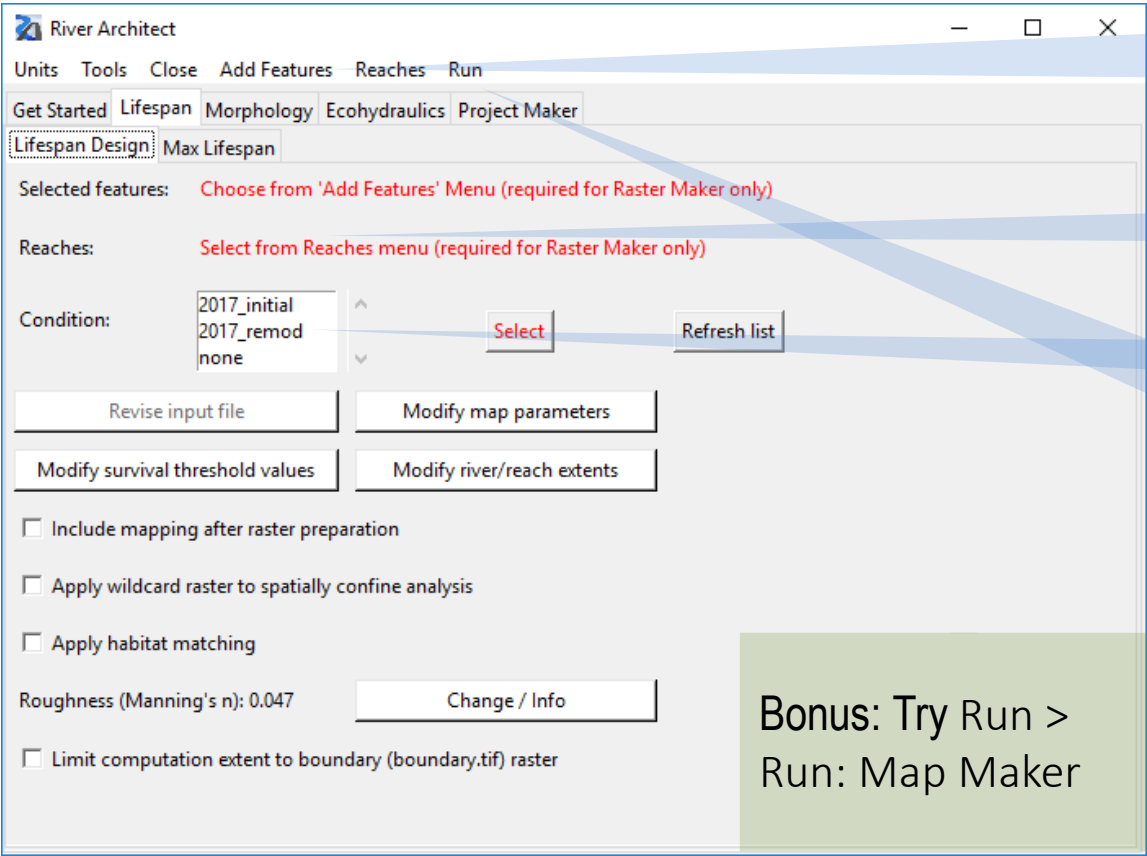 River Architect
Units Tools Close Add Features Reaches Run
Get Started Lifespan Morphology Ecohydraulics Project Maker
Lifespan Design Max Lifespan
Selected features: Choose from 'Add Features' Menu (required for Raster Maker only)
Reaches: Select from Reaches menu (required for Raster Maker only)
Condition:
2017_initial
2017_remod
none
Select Refresh list
Revise input file Modify map parameters
Modify survival threshold values Modify river/reach extents
Include mapping after raster preparation
Apply wildcard raster to spatially confine analysis
Apply habitat matching
Roughness (Manning's n): 0.047 Change / Info
Limit computation extent to boundary (boundary.tif) raster
Bonus: Try Run >
Run: Map Maker